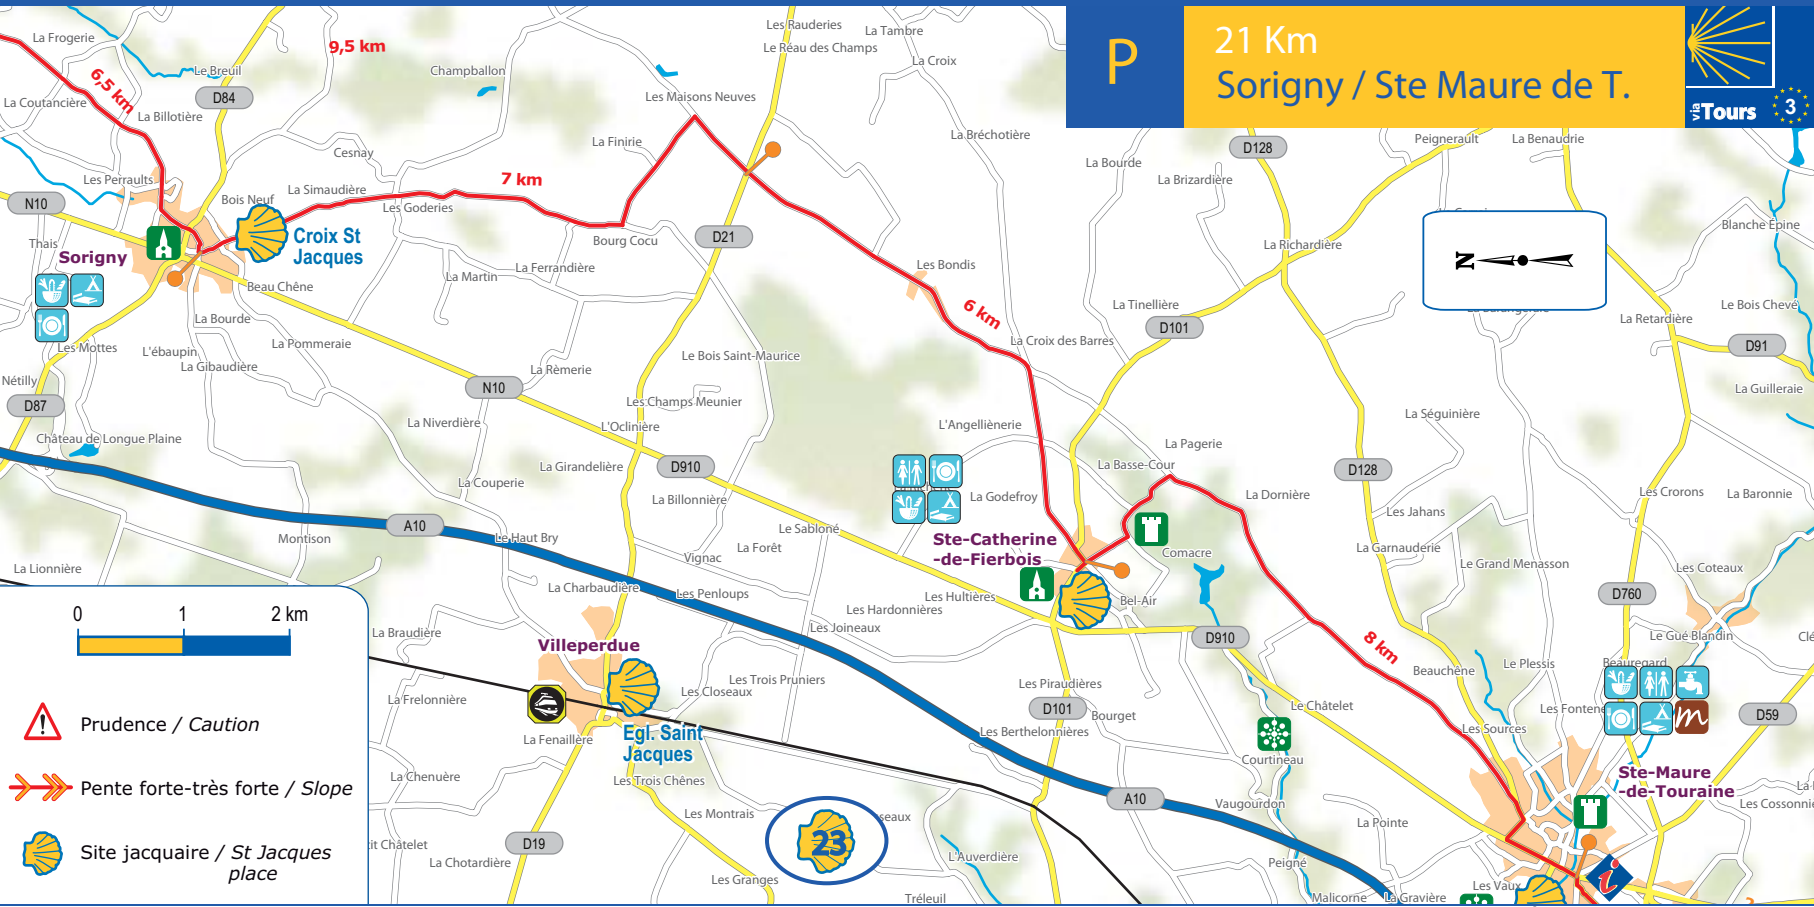 P
21 Km
Sorigny / Ste Maure de T.
via Tours
3
La Frogerie
9,5 km
6,5 km
Le Breuil
D84
La Coutancière
La Billotière
Champballon
Les Rauderies
Le Réau des Champs
La Tambre
La Croix
Les Maisons Neuves
La Finirie
Cesnay
La Bréchotière
La Bourde
D128
La Brizardière
Peignerault
La Benaudrie
Les Perraults
N10
Bois Neuf
La Simaudière
7 km
Les Goderies
Thais
Sorigny
Croix St
Jacques
Bourg Cocu
D21
La Richardière
Blanche Épine
N
Les Bondis
La Martin
La Ferrandière
Beau Chêne
La Bourde
6 km
La Tinellière
D101
La Croix des Barres
Le Bois Chevé
La Retardière
D91
Les Mottes
L'ébaupin
La Pommeraie
La Gibaudière
Nétilly
D87
N10
La Rèmerie
Le Bois Saint-Maurice
Les Champs Meunier
La Guilleraie
La Niverdière
L'Oclinière
L'Angelliènerie
La Séguinière
Château de Longue Plaine
La Girandelière
D910
La Pagerie
La Basse-Cour
D128
La Couperie
La Billonnière
La Godefroy
La Dornière
Les Crorons
La Baronnie
Les Jahans
A10
Montison
Le Haut Bry
Le Sabloné
La Forêt
Vignac
Ste-Catherine
-de-Fierbois
Comacre
La Garnauderie
Le Grand Menasson
Les Coteaux
La Lionnière
La Charbaudière
Les Penloups
Les Hultières
Les Hardonnières
Bel-Air
D760
0 1 2 km
La Braudière
Les Joineaux
D910
8 km
Le Gué Blandin
Clé
Villeperdue
Beauchêne
Le Plessis
Beauregard
Les Trois Pruniers
Les Closeaux
Les Piraudières
La Frelonnière
D101
Bourget
Le Châtelet
Les Fontene
m
D59
Prudence / Caution
La Fenaillère
Egl. Saint
Jacques
Les Berthelonnières
Les Sources
Courtineau
La Chenuère
Les Trois Chênes
Ste-Maure
-de-Touraine
Pente forte-très forte / Slope
A10
Vaugourdon
Les Cossonnie
Les Montrais
23
seaux
La Pointe
D19
it Châtelet
Site jacquaire / St Jacques
place
La Chotardière
L'Auverdière
Peigné
i
Les Granges
Tréleuil
Malicorne
La Gravière
Les Vaux